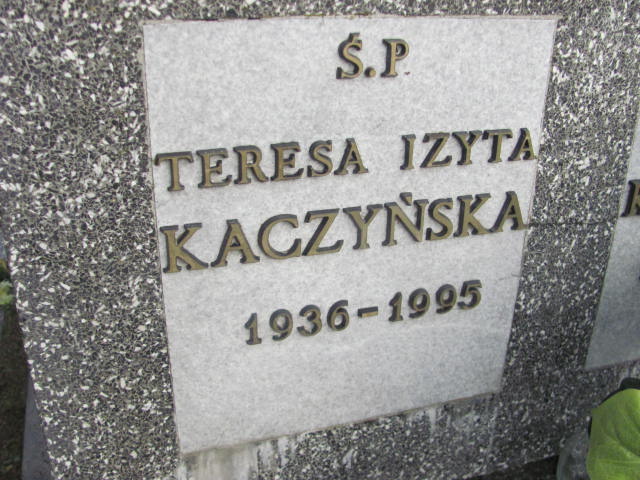 Ś.P
TERESA IZYTA
KACZYŃSKA
1936-1995